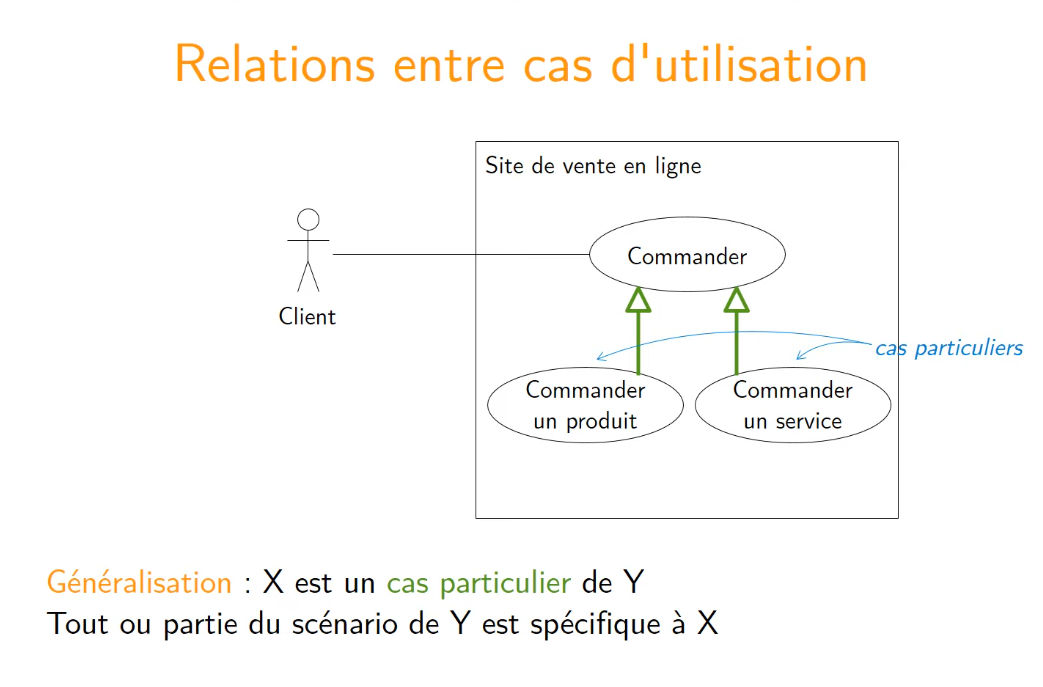 Relations entre cas d'utilisation
Site de vente en ligne
Commander
Client
cas particuliers
Commander
un produit
Commander
un service
Généralisation : X est un cas particulier de Y
Tout ou partie du scénario de Y est spécifique à X